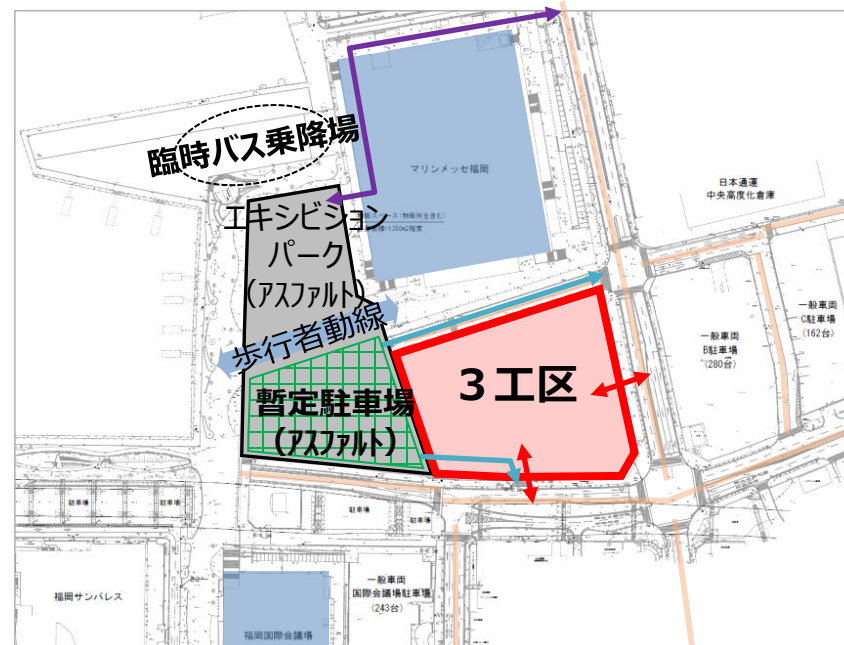 臨時バス乗降場
マリンメッセ福岡
日本通運
中央高度化倉庫
エキシビション
パーク
(アスファルト)
歩行者動線
暫定駐車場
(アスファルト)
3工区
一般車両
B駐車場
(280台)
一般車両
C駐車場
(162台)
駐車場
駐車場
駐車場
駐車場
福岡サンパレス
一般車両
国際会議場駐車場
(243台)
福岡国際会議場